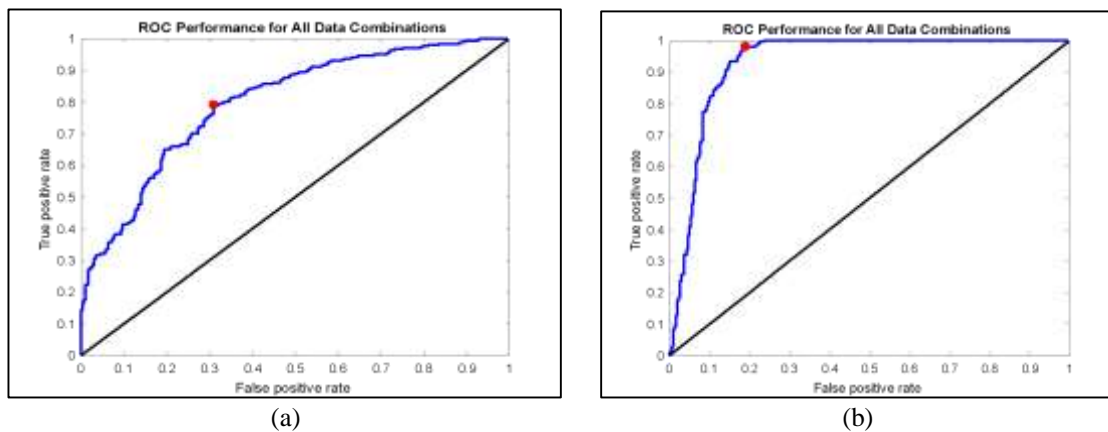 ROC Performance for All Data Combinations
1
0.9
0.8
0.7
0.6
0.5
0.4
0.3
0.2
0.1
0
True positive rate
0 0.1 0.2 0.3 0.4 0.5 0.6 0.7 0.8 0.9 1
False positive rate
(a)
ROC Performance for All Data Combinations
1
0.9
0.8
0.7
0.6
0.5
0.4
0.3
0.2
0.1
0
True positive rate
0 0.1 0.2 0.3 0.4 0.5 0.6 0.7 0.8 0.9 1
False positive rate
(b)